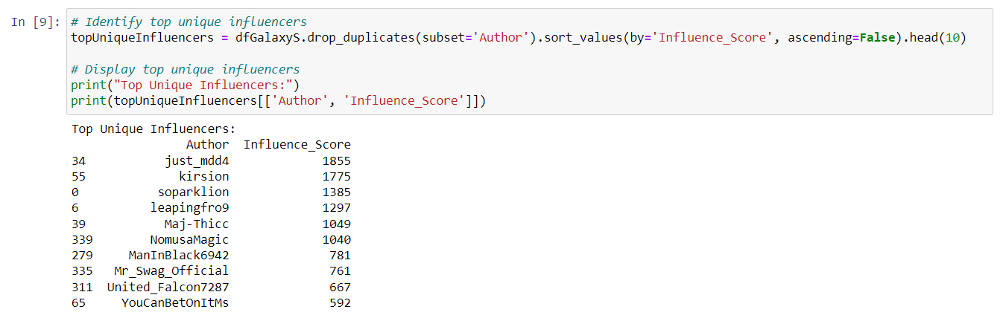 In [9]: # Identify top unique influencers
topUniqueInfluencers = dfGalaxyS.drop_duplicates(subset='Author').sort_values(by='Influence_Score', ascending=False).head(10)
# Display top unique influencers
print("Top Unique Influencers:")
print(topUniqueInfluencers[['Author', 'Influence_Score']])
Top Unique Influencers:
Author Influence_Score
34 just_mdd4 1855
55 kirsion 1775
0 soparklion 1385
6 leapingfro9 1297
39 Maj-Thicc 1049
339 NomusaMagic 1040
279 ManInBlack6942 781
335 Mr_Swag_Official 761
311 United_Falcon7287 667
65 YouCanBetOnItMs 592